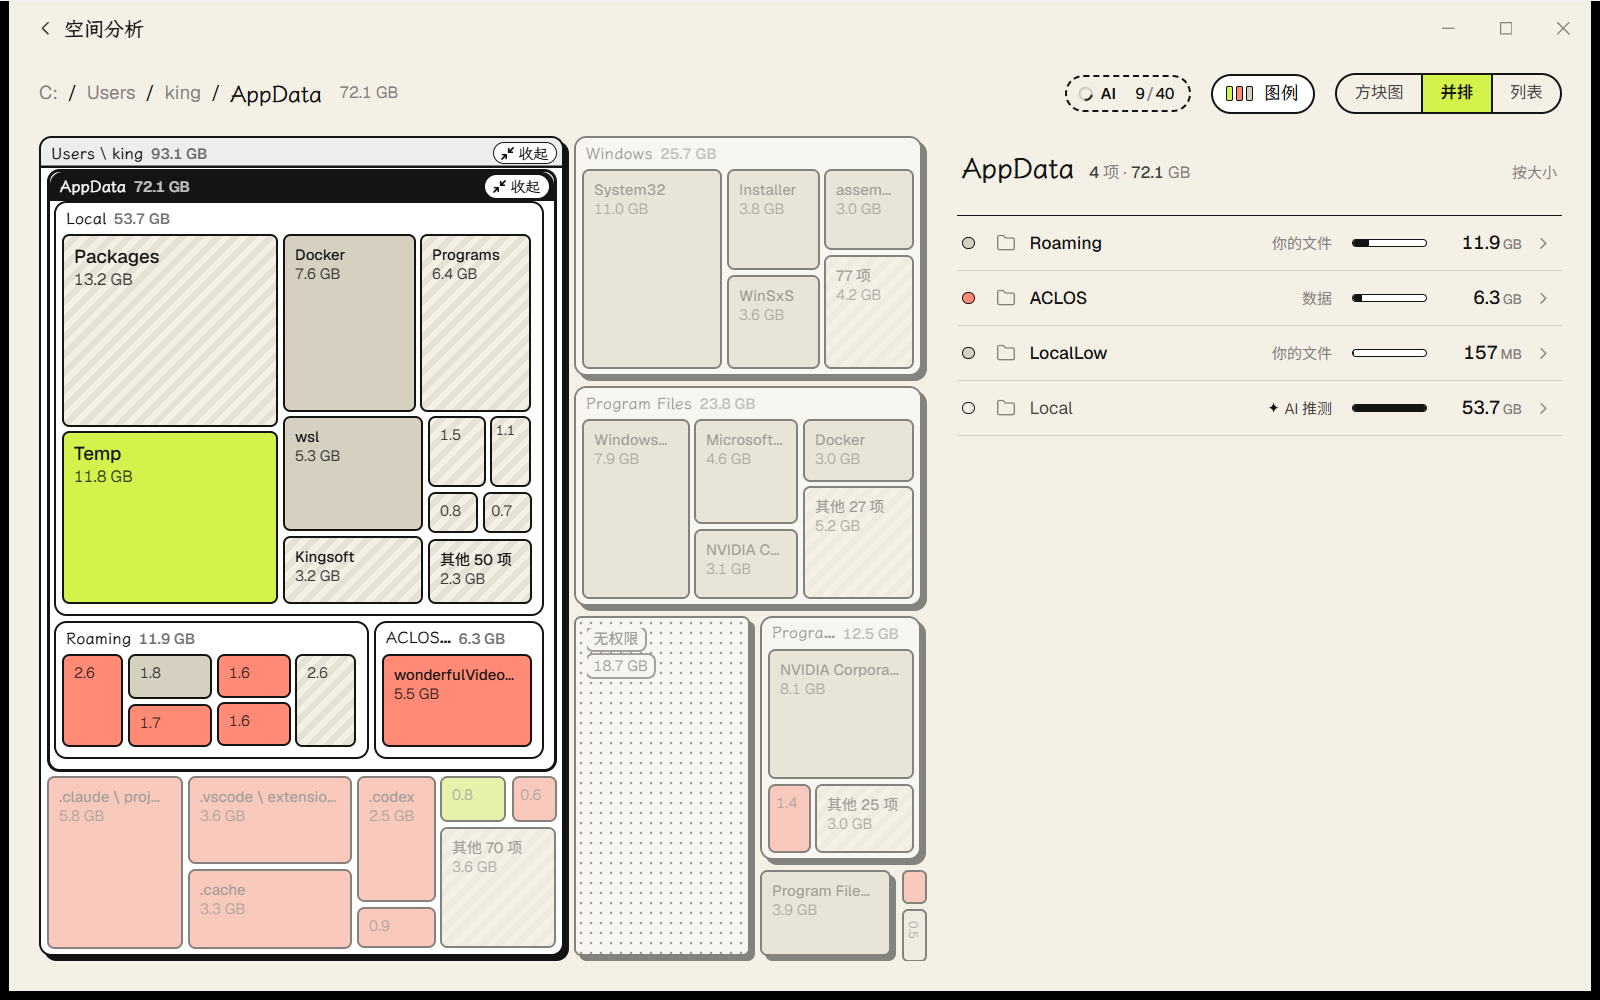 空间分析
C: / Users / king / AppData 72.1 GB
AI 9/40
图例
方块图 并排 列表
Users \ king 93.1 GB 收起
AppData 72.1 GB 收起
Local 53.7 GB
Packages
13.2 GB
Docker
7.6 GB
Programs
6.4 GB
Temp
11.8 GB
wsl
5.3 GB
1.5
1.1
0.8
0.7
Kingsoft
3.2 GB
其他 50 项
2.3 GB
Roaming 11.9 GB
2.6
1.8
1.7
1.6
1.6
2.6
ACLOS... 6.3 GB
wonderfulVideo...
5.5 GB
.claude \ proj...
5.8 GB
.vscode \ extensio...
3.6 GB
.cache
3.3 GB
.codex
2.5 GB
0.9
0.8
0.6
其他 70 项
3.6 GB
Windows 25.7 GB
System32
11.0 GB
Installer
3.8 GB
assem...
3.0 GB
WinSxS
3.6 GB
77 项
4.2 GB
Program Files 23.8 GB
Windows...
7.9 GB
Microsoft...
4.6 GB
Docker
3.0 GB
NVIDIA C...
3.1 GB
其他 27 项
5.2 GB
无权限
18.7 GB
Progra... 12.5 GB
NVIDIA Corpora...
8.1 GB
1.4
其他 25 项
3.0 GB
Program File...
3.9 GB
0.5
AppData 4 项 · 72.1 GB 按大小
Roaming 你的文件 11.9 GB
ACLOS 数据 6.3 GB
LocalLow 你的文件 157 MB
Local AI 推测 53.7 GB